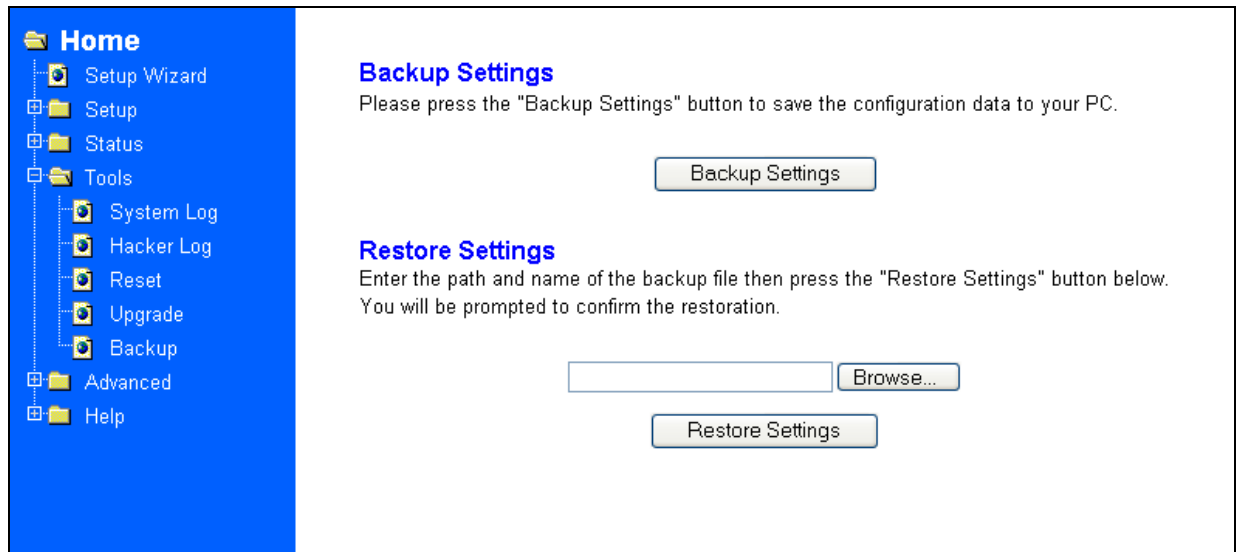 Home
Setup Wizard
Setup
Status
Tools
System Log
Hacker Log
Reset
Upgrade
Backup
Advanced
Help
Backup Settings
Please press the "Backup Settings" button to save the configuration data to your PC.
Backup Settings
Restore Settings
Enter the path and name of the backup file then press the "Restore Settings" button below.
You will be prompted to confirm the restoration.
Browse...
Restore Settings